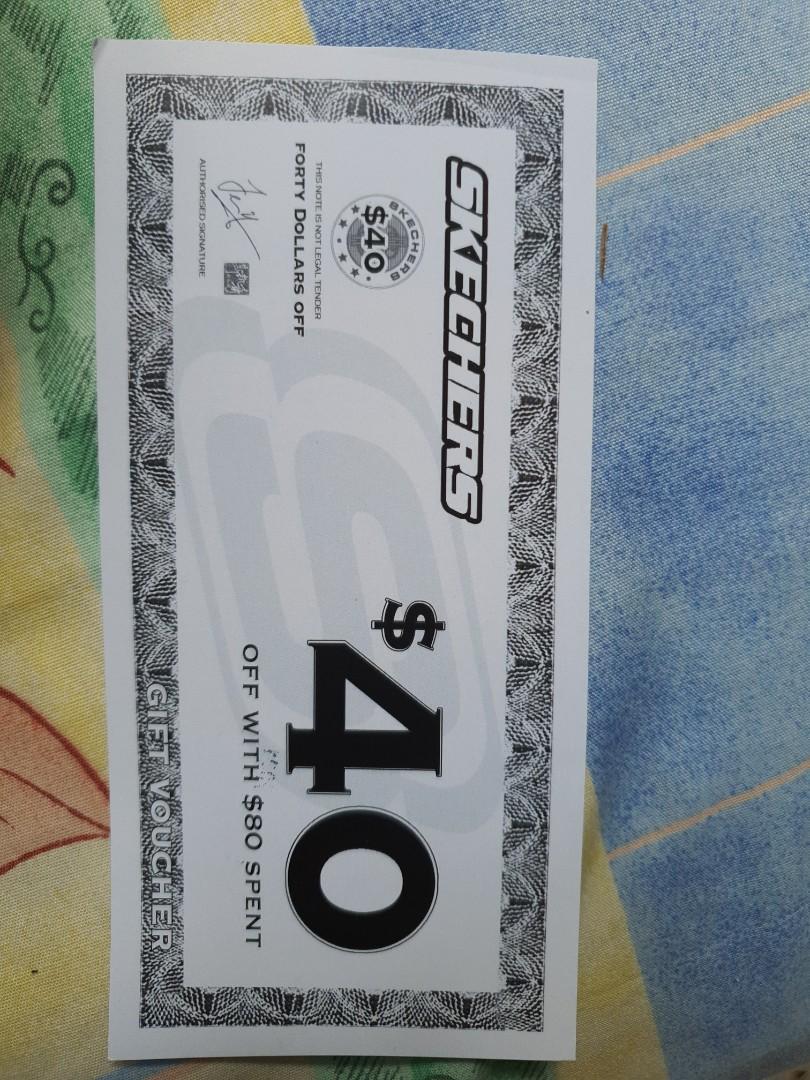 SKECHERS
SKECHERS
$40
THIS NOTE IS NOT LEGAL TENDER
FORTY DOLLARS OFF
AUTHORISED SIGNATURE
$40
OFF WITH $80 SPENT
GIFT VOUCHER